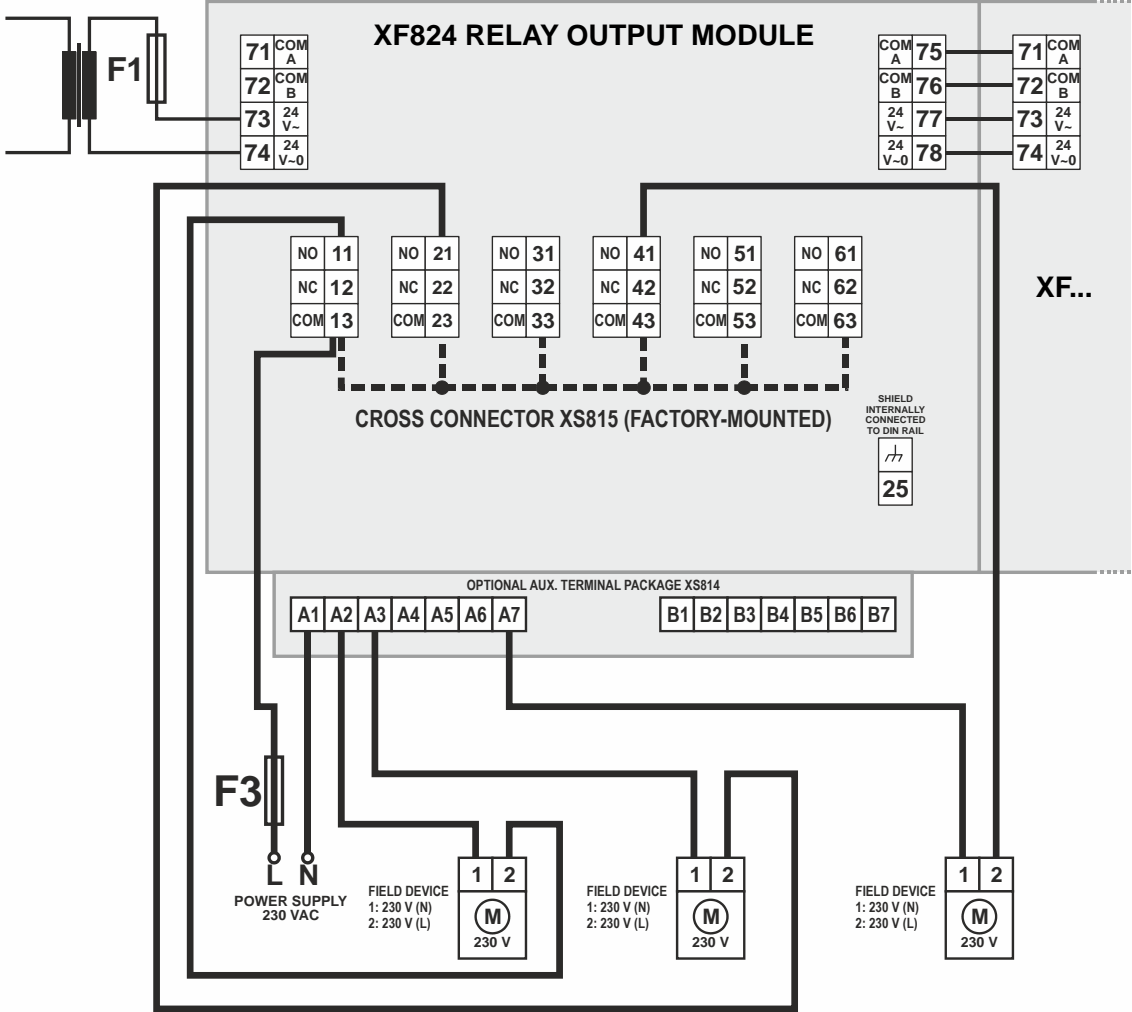 XF824 RELAY OUTPUT MODULE
F1
71 COM A
72 COM B
73 24 V~
74 24 V~0
COM A 75
COM B 76
24 V~ 77
24 V~0 78
71 COM A
72 COM B
73 24 V~
74 24 V~0
NO 11
NC 12
COM 13
NO 21
NC 22
COM 23
NO 31
NC 32
COM 33
NO 41
NC 42
COM 43
NO 51
NC 52
COM 53
NO 61
NC 62
COM 63
XF...
CROSS CONNECTOR XS815 (FACTORY-MOUNTED)
SHIELD
INTERNALLY
CONNECTED
TO DIN RAIL
25
OPTIONAL AUX. TERMINAL PACKAGE XS814
A1 A2 A3 A4 A5 A6 A7
B1 B2 B3 B4 B5 B6 B7
F3
L N
POWER SUPPLY
230 VAC
FIELD DEVICE
1: 230 V (N)
2: 230 V (L)
1 2
M
230 V
FIELD DEVICE
1: 230 V (N)
2: 230 V (L)
1 2
M
230 V
FIELD DEVICE
1: 230 V (N)
2: 230 V (L)
1 2
M
230 V